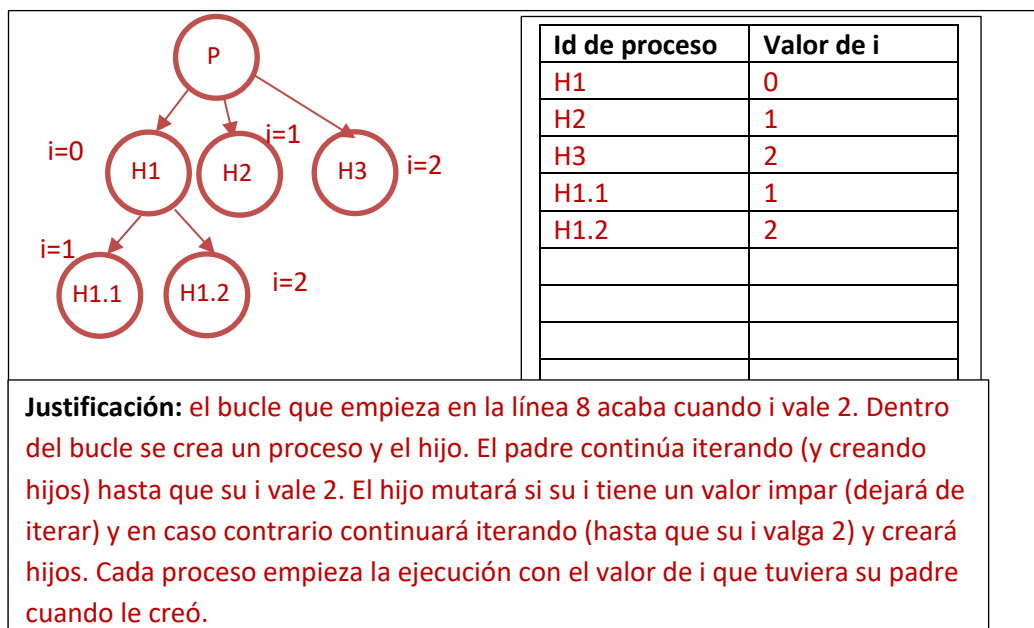 P
i=0
H1
i=1
H2
H3
i=2
i=1
H1.1
H1.2
i=2
Id de proceso Valor de i
H1 0
H2 1
H3 2
H1.1 1
H1.2 2
Justificación: el bucle que empieza en la línea 8 acaba cuando i vale 2. Dentro
del bucle se crea un proceso y el hijo. El padre continúa iterando (y creando
hijos) hasta que su i vale 2. El hijo mutará si su i tiene un valor impar (dejará de
iterar) y en caso contrario continuará iterando (hasta que su i valga 2) y creará
hijos. Cada proceso empieza la ejecución con el valor de i que tuviera su padre
cuando le creó.